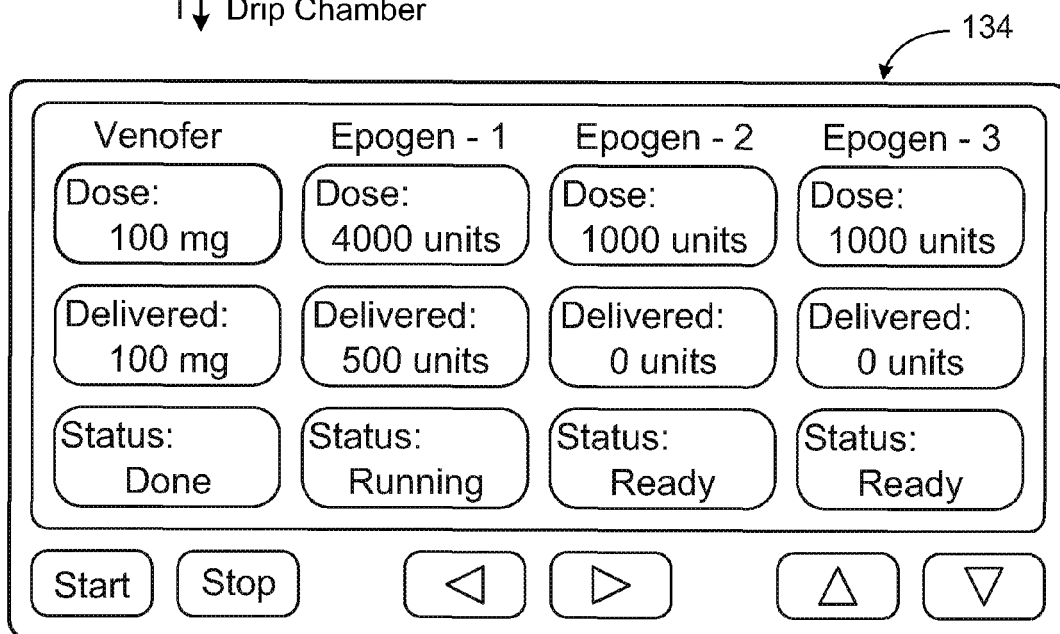 Drip Chamber
134
Venofer Epogen - 1 Epogen - 2 Epogen - 3
Dose: Dose: Dose: Dose:
100 mg 4000 units 1000 units 1000 units
Delivered: Delivered: Delivered: Delivered:
100 mg 500 units 0 units 0 units
Status: Status: Status: Status:
Done Running Ready Ready
Start Stop